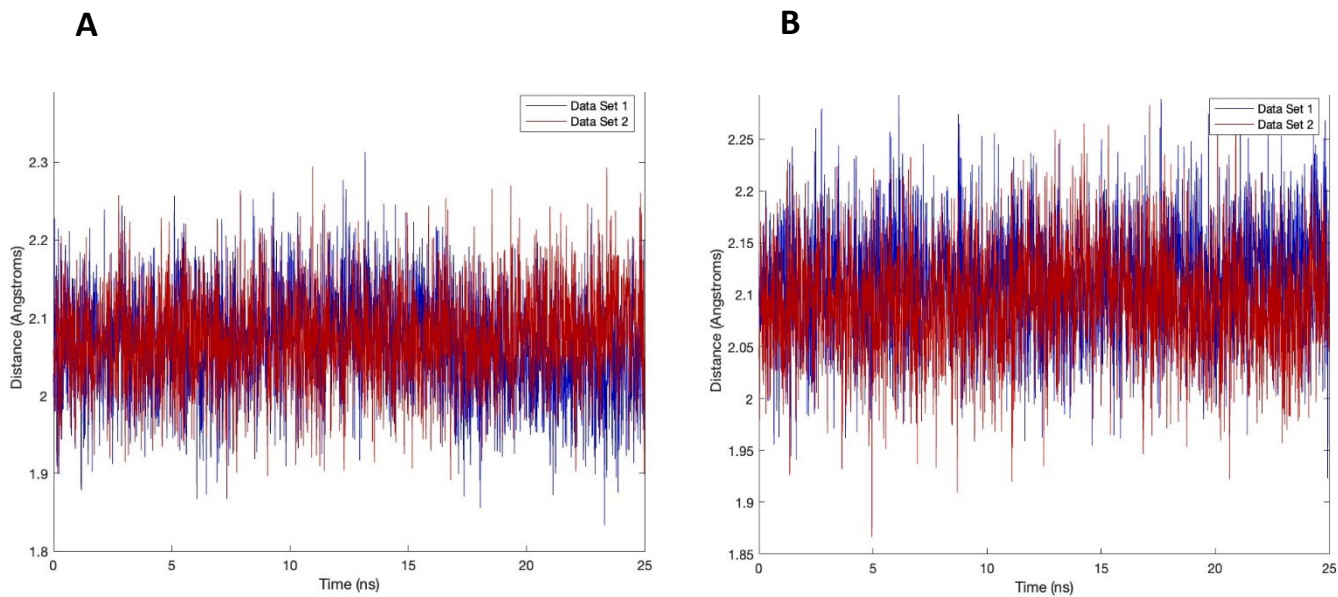 A
Data Set 1
Data Set 2
2.3
2.2
2.1
2
1.9
1.8
Distance (Angstroms)
0
5
10
15
20
25
Time (ns)
B
Data Set 1
Data Set 2
2.25
2.2
2.15
2.1
2.05
2
1.95
1.9
1.85
Distance (Angstroms)
0
5
10
15
20
25
Time (ns)